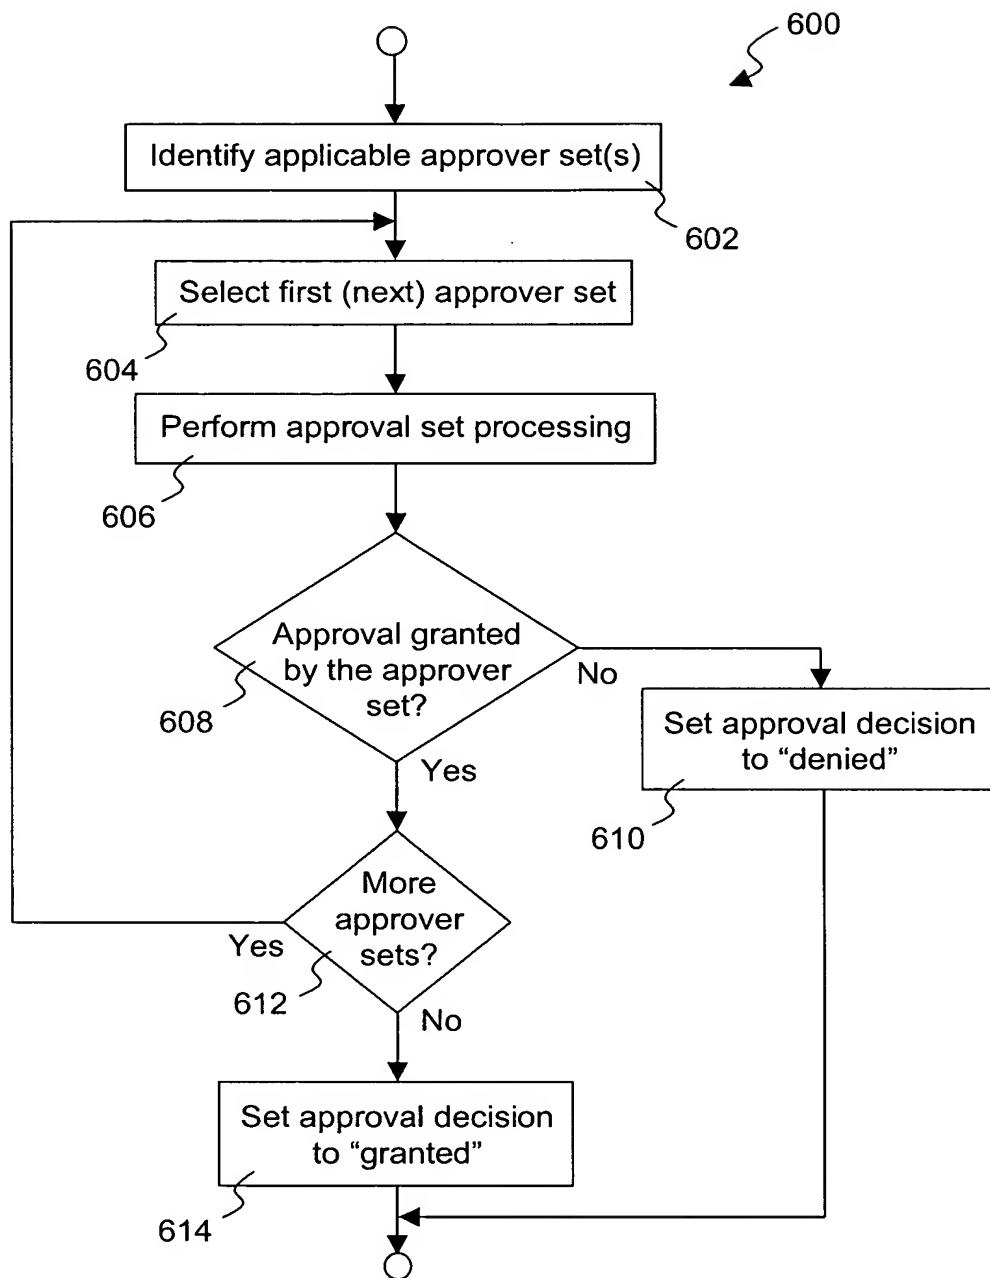 600
Identify applicable approver set(s)
602
Select first (next) approver set
604
Perform approval set processing
606
Approval granted
by the approver
set?
608
No
Yes
Set approval decision
to “denied”
610
More
approver
sets?
Yes
612
No
Set approval decision
to “granted”
614